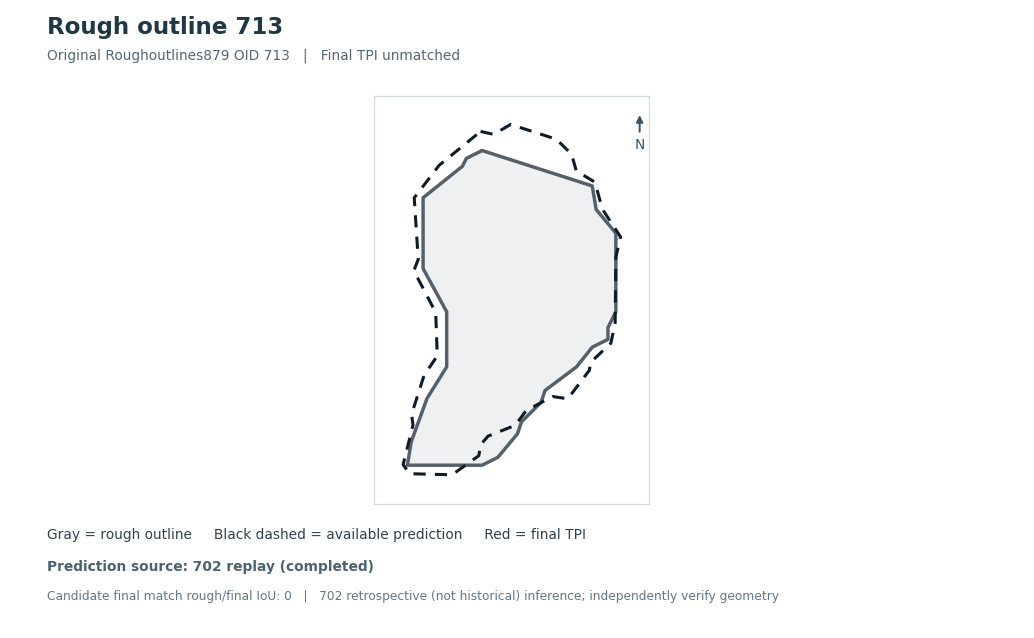 Rough outline 713
Original Roughoutlines879 OID 713   |   Final TPI unmatched
N
Gray = rough outline     Black dashed = available prediction     Red = final TPI
Prediction source: 702 replay (completed)
Candidate final match rough/final IoU: 0   |   702 retrospective (not historical) inference; independently verify geometry